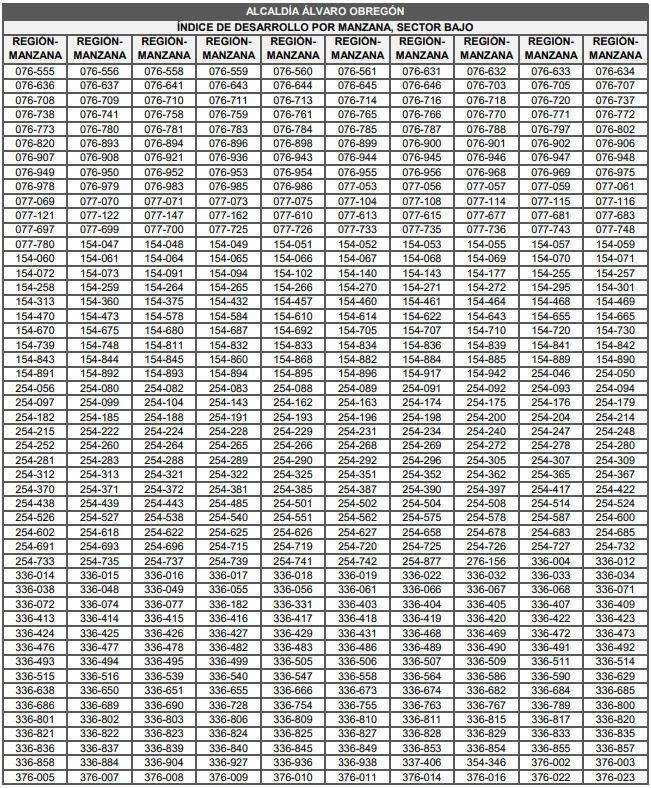 ALCALDÍA ÁLVARO OBREGÓN
ÍNDICE DE DESARROLLO POR MANZANA, SECTOR BAJO
REGIÓN-MANZANA REGIÓN-MANZANA REGIÓN-MANZANA REGIÓN-MANZANA REGIÓN-MANZANA REGIÓN-MANZANA REGIÓN-MANZANA REGIÓN-MANZANA REGIÓN-MANZANA REGIÓN-MANZANA
076-555 076-556 076-558 076-559 076-560 076-561 076-631 076-632 076-633 076-634
076-636 076-637 076-641 076-643 076-644 076-645 076-646 076-703 076-705 076-707
076-708 076-709 076-710 076-711 076-713 076-714 076-716 076-718 076-720 076-737
076-738 076-741 076-758 076-759 076-761 076-765 076-766 076-770 076-771 076-772
076-773 076-780 076-781 076-783 076-784 076-785 076-787 076-788 076-797 076-802
076-820 076-893 076-894 076-896 076-898 076-899 076-900 076-901 076-902 076-906
076-907 076-908 076-921 076-936 076-943 076-944 076-945 076-946 076-947 076-948
076-949 076-950 076-952 076-953 076-954 076-955 076-956 076-968 076-969 076-975
076-978 076-979 076-983 076-985 076-986 077-053 077-056 077-057 077-059 077-061
077-069 077-070 077-071 077-073 077-075 077-104 077-108 077-114 077-115 077-116
077-121 077-122 077-147 077-162 077-610 077-613 077-615 077-677 077-681 077-683
077-697 077-699 077-700 077-725 077-726 077-733 077-735 077-736 077-743 077-748
077-780 154-047 154-048 154-049 154-051 154-052 154-053 154-055 154-057 154-059
154-060 154-061 154-064 154-065 154-066 154-067 154-068 154-069 154-070 154-071
154-072 154-073 154-091 154-094 154-102 154-140 154-143 154-177 154-255 154-257
154-258 154-259 154-264 154-265 154-266 154-270 154-271 154-272 154-295 154-301
154-313 154-360 154-375 154-432 154-457 154-460 154-461 154-464 154-468 154-469
154-470 154-473 154-578 154-584 154-610 154-614 154-622 154-643 154-655 154-665
154-670 154-675 154-680 154-687 154-692 154-705 154-707 154-710 154-720 154-730
154-739 154-748 154-811 154-832 154-833 154-834 154-836 154-839 154-841 154-842
154-843 154-844 154-845 154-860 154-868 154-882 154-884 154-885 154-889 154-890
154-891 154-892 154-893 154-894 154-895 154-896 154-917 154-942 254-046 254-050
254-056 254-080 254-082 254-083 254-088 254-089 254-091 254-092 254-093 254-094
254-097 254-099 254-104 254-143 254-162 254-163 254-174 254-175 254-176 254-179
254-182 254-185 254-188 254-191 254-193 254-196 254-198 254-200 254-204 254-214
254-215 254-222 254-224 254-228 254-229 254-231 254-234 254-240 254-247 254-248
254-252 254-260 254-264 254-265 254-266 254-268 254-269 254-272 254-278 254-280
254-281 254-283 254-288 254-289 254-290 254-292 254-296 254-305 254-307 254-309
254-312 254-313 254-321 254-322 254-325 254-351 254-352 254-362 254-365 254-367
254-370 254-371 254-372 254-381 254-385 254-387 254-390 254-397 254-417 254-422
254-438 254-439 254-443 254-485 254-501 254-502 254-504 254-508 254-514 254-524
254-526 254-527 254-538 254-540 254-551 254-562 254-575 254-578 254-587 254-600
254-602 254-618 254-622 254-625 254-626 254-627 254-658 254-678 254-683 254-685
254-691 254-693 254-696 254-715 254-719 254-720 254-725 254-726 254-727 254-732
254-733 254-735 254-737 254-739 254-741 254-742 254-877 276-156 336-004 336-012
336-014 336-015 336-016 336-017 336-018 336-019 336-022 336-032 336-033 336-034
336-038 336-048 336-049 336-055 336-056 336-061 336-066 336-067 336-068 336-071
336-072 336-074 336-077 336-182 336-331 336-403 336-404 336-405 336-407 336-409
336-413 336-414 336-415 336-416 336-417 336-418 336-419 336-420 336-422 336-423
336-424 336-425 336-426 336-427 336-429 336-431 336-468 336-469 336-472 336-473
336-476 336-477 336-478 336-482 336-483 336-486 336-489 336-490 336-491 336-492
336-493 336-494 336-495 336-499 336-505 336-506 336-507 336-509 336-511 336-514
336-515 336-516 336-539 336-540 336-547 336-558 336-564 336-586 336-590 336-629
336-638 336-650 336-651 336-655 336-666 336-673 336-674 336-682 336-684 336-685
336-686 336-689 336-690 336-728 336-754 336-755 336-763 336-767 336-789 336-800
336-801 336-802 336-803 336-806 336-809 336-810 336-811 336-815 336-817 336-820
336-821 336-822 336-823 336-824 336-825 336-827 336-828 336-829 336-833 336-835
336-836 336-837 336-839 336-840 336-845 336-849 336-853 336-854 336-855 336-857
336-858 336-884 336-904 336-927 336-936 336-938 337-406 354-346 376-002 376-003
376-005 376-007 376-008 376-009 376-010 376-011 376-014 376-016 376-022 376-023